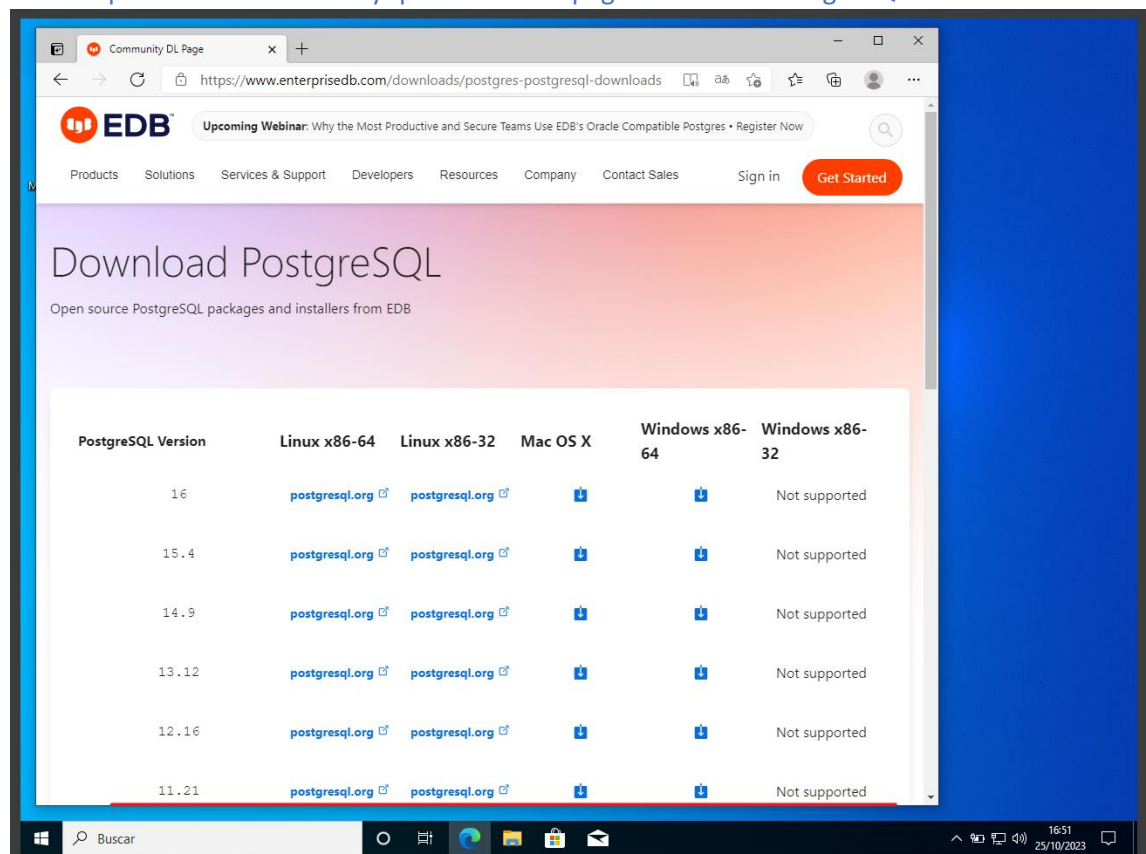 Community DL Page
https://www.enterprisedb.com/downloads/postgres-postgresql-downloads
EDB
Upcoming Webinar: Why the Most Productive and Secure Teams Use EDB's Oracle Compatible Postgres • Register Now
Products Solutions Services & Support Developers Resources Company Contact Sales Sign in Get Started
Download PostgreSQL
Open source PostgreSQL packages and installers from EDB
PostgreSQL Version Linux x86-64 Linux x86-32 Mac OS X Windows x86-64 Windows x86-32
16 postgresql.org postgresql.org Not supported
15.4 postgresql.org postgresql.org Not supported
14.9 postgresql.org postgresql.org Not supported
13.12 postgresql.org postgresql.org Not supported
12.16 postgresql.org postgresql.org Not supported
11.21 postgresql.org postgresql.org Not supported
Buscar
16:51
25/10/2023